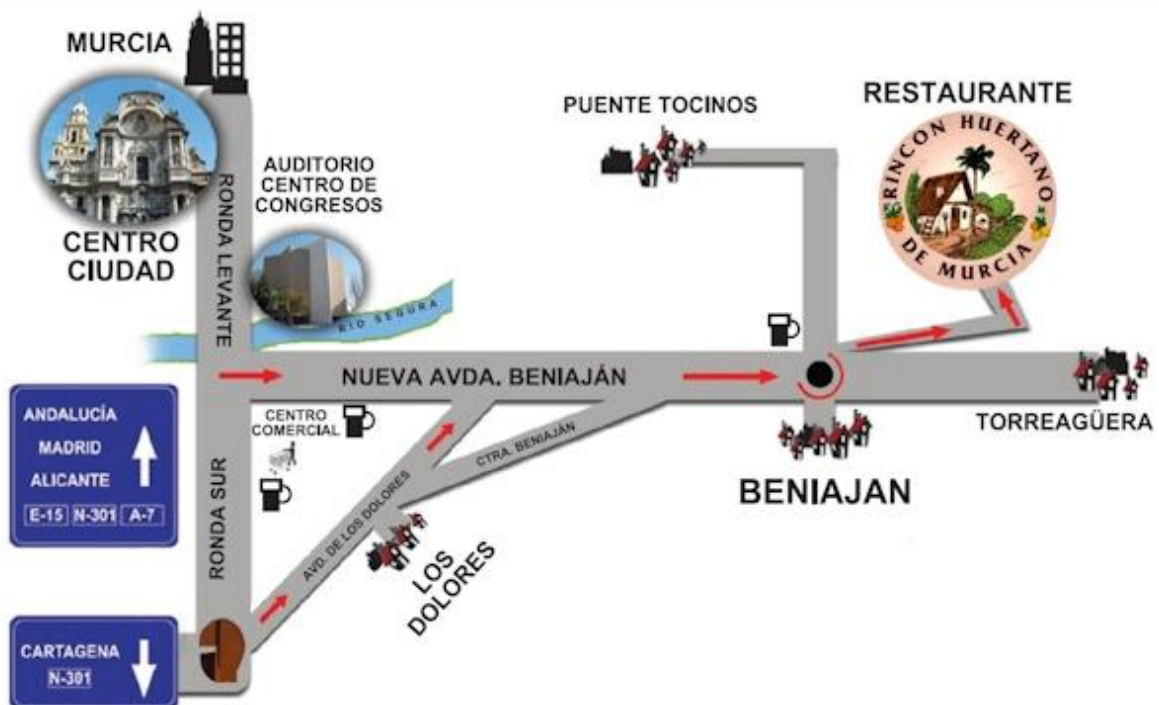 MURCIA
CENTRO
CIUDAD
RONDA LEVANTE
AUDITORIO
CENTRO DE
CONGRESOS
RIO SEGURA
PUENTE TOCINOS
RESTAURANTE
RINCON HUERTANO
DE MURCIA
NUEVA AVDA. BENIAJÁN
TORREAGÜERA
BENIAJAN
CENTRO
COMERCIAL
CTRA. BENIAJÁN
AVD. DE LOS DOLORES
LOS
DOLORES
RONDA SUR
ANDALUCÍA
MADRID
ALICANTE
E-15 N-301 A-7
CARTAGENA
N-301